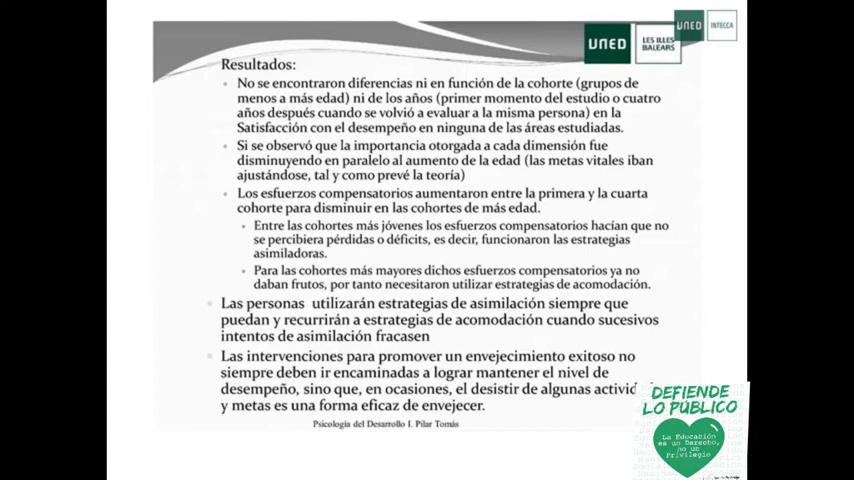 UNED
INTECCA
UNED
LES ILLES
BALEARS
Resultados:
No se encontraron diferencias ni en función de la cohorte (grupos de
menos a más edad) ni de los años (primer momento del estudio o cuatro
años después cuando se volvió a evaluar a la misma persona) en la
Satisfacción con el desempeño en ninguna de las áreas estudiadas.
Si se observó que la importancia otorgada a cada dimensión fue
disminuyendo en paralelo al aumento de la edad (las metas vitales iban
ajustándose, tal y como prevé la teoría)
Los esfuerzos compensatorios aumentaron entre la primera y la cuarta
cohorte para disminuir en las cohortes de más edad.
Entre las cohortes más jóvenes los esfuerzos compensatorios hacían que no
se percibiera pérdidas o déficits, es decir, funcionaron las estrategias
asimiladoras.
Para las cohortes más mayores dichos esfuerzos compensatorios ya no
daban frutos, por tanto necesitaron utilizar estrategias de acomodación.
Las personas utilizarán estrategias de asimilación siempre que
puedan y recurrirán a estrategias de acomodación cuando sucesivos
intentos de asimilación fracasen
Las intervenciones para promover un envejecimiento exitoso no
siempre deben ir encaminadas a lograr mantener el nivel de
desempeño, sino que, en ocasiones, el desistir de algunas activid
y metas es una forma eficaz de envejecer.
Psicología del Desarrollo I. Pilar Tomás
DEFIENDE
LO PÚBLICO
La Educación
es un Derecho,
no un
Privilegio